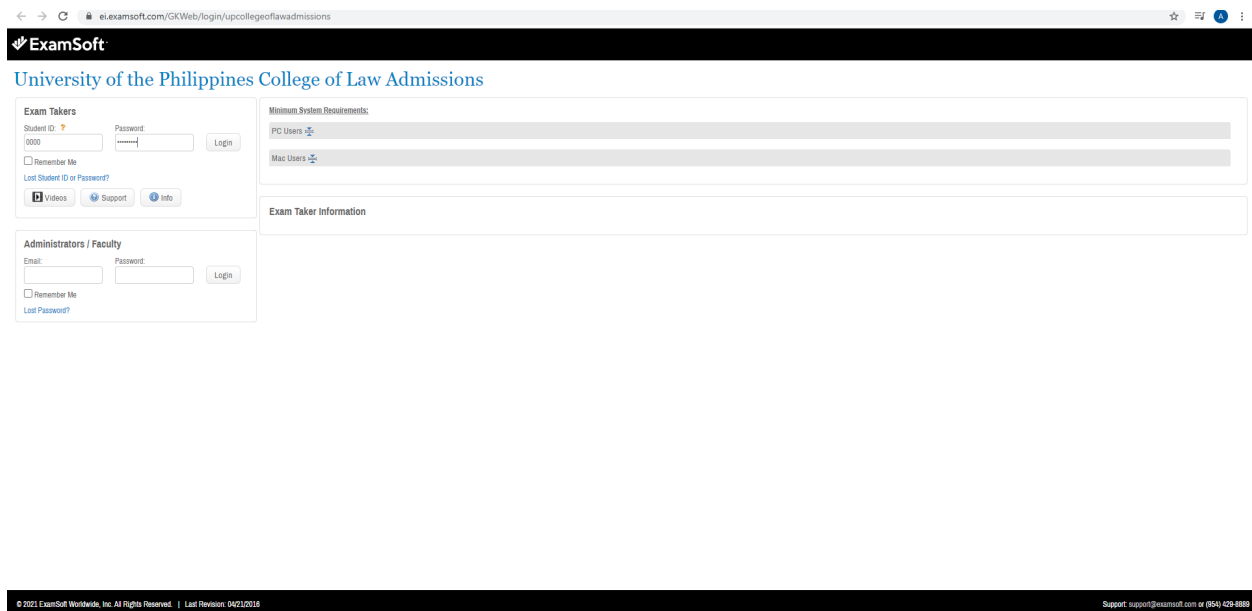 ei.examsoft.com/GKWeb/login/upcollegeoflawadmissions
A
ExamSoft
University of the Philippines College of Law Admissions
Exam Takers
Student ID: ?
Password:
0000
Login
Remember Me
Lost Student ID or Password?
Videos
Support
Info
Administrators / Faculty
Email:
Password:
Login
Remember Me
Lost Password?
Minimum System Requirements:
PC Users
Mac Users
Exam Taker Information
© 2021 ExamSoft Worldwide, Inc. All Rights Reserved. | Last Revision: 04/21/2016
Support: support@examsoft.com or (954) 429-8889